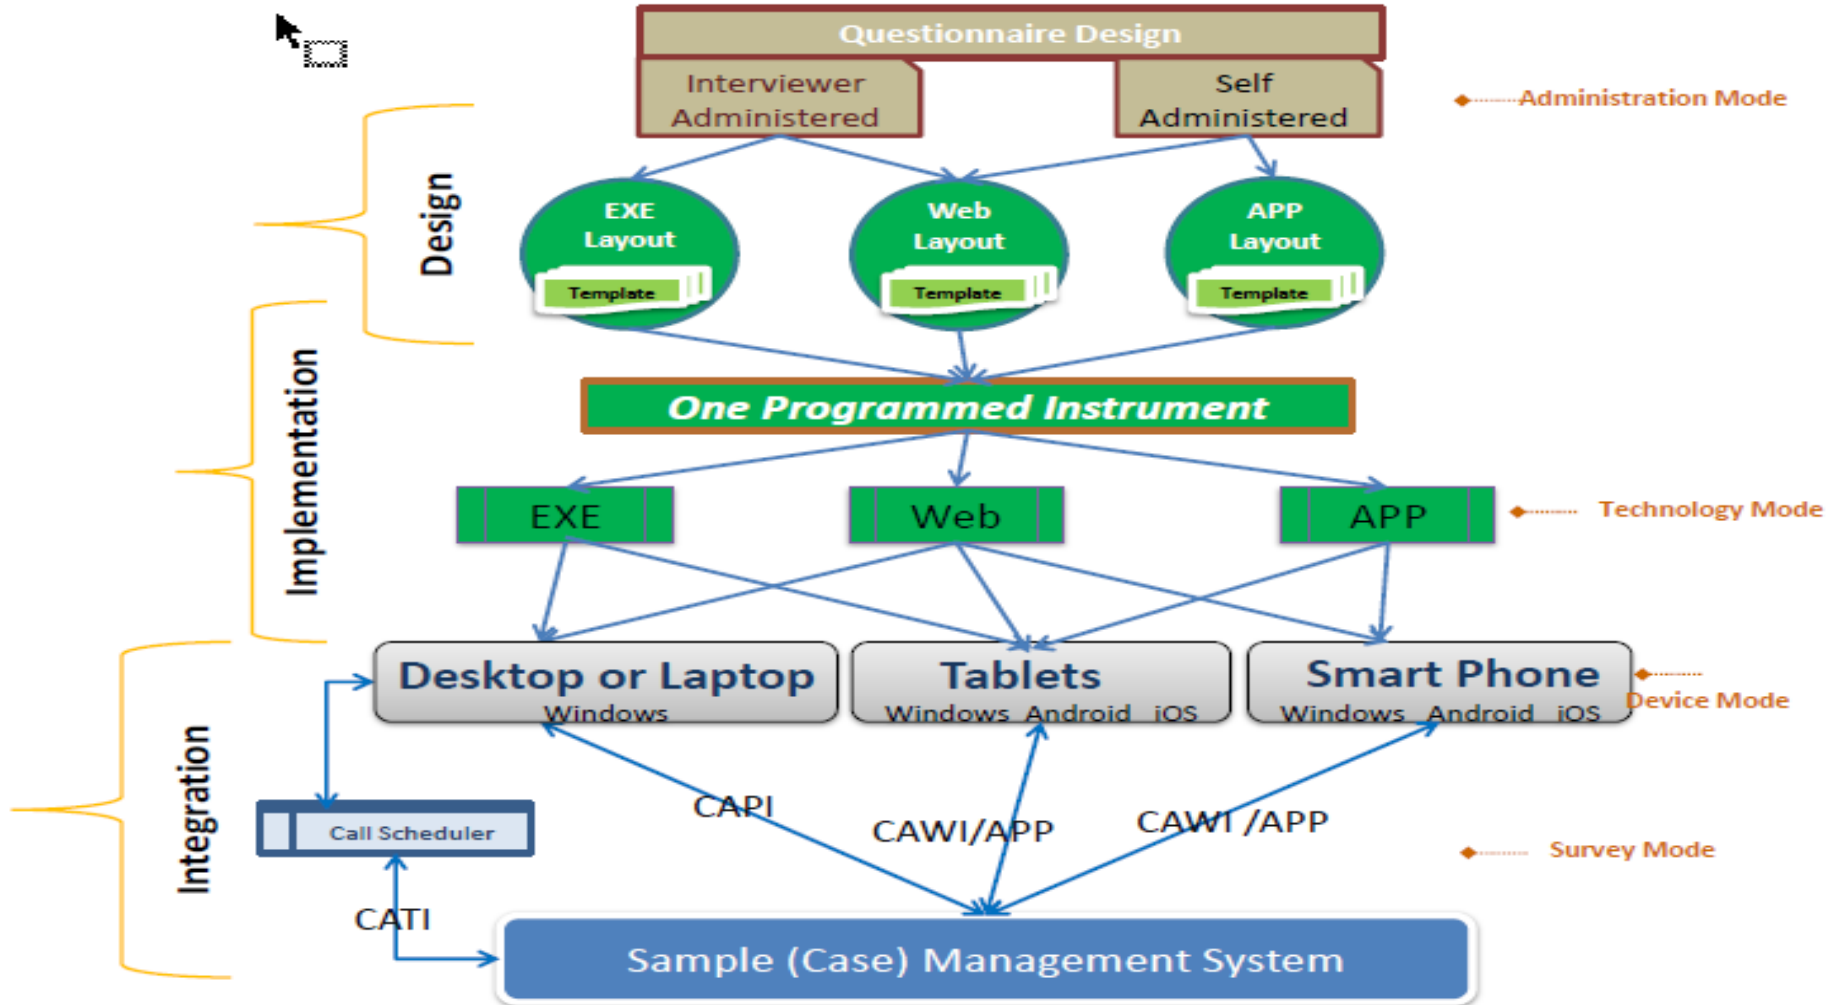 Questionnaire Design
Interviewer
Administered
Self
Administered
Administration Mode
Design
EXE
Layout
Template
Web
Layout
Template
APP
Layout
Template
Implementation
One Programmed Instrument
EXE
Web
APP
Technology Mode
Desktop or Laptop
Windows
Tablets
Windows Android iOS
Smart Phone
Windows Android iOS
Device Mode
Integration
Call Scheduler
CAPI
CAWI/APP
CAWI /APP
Survey Mode
CATI
Sample (Case) Management System